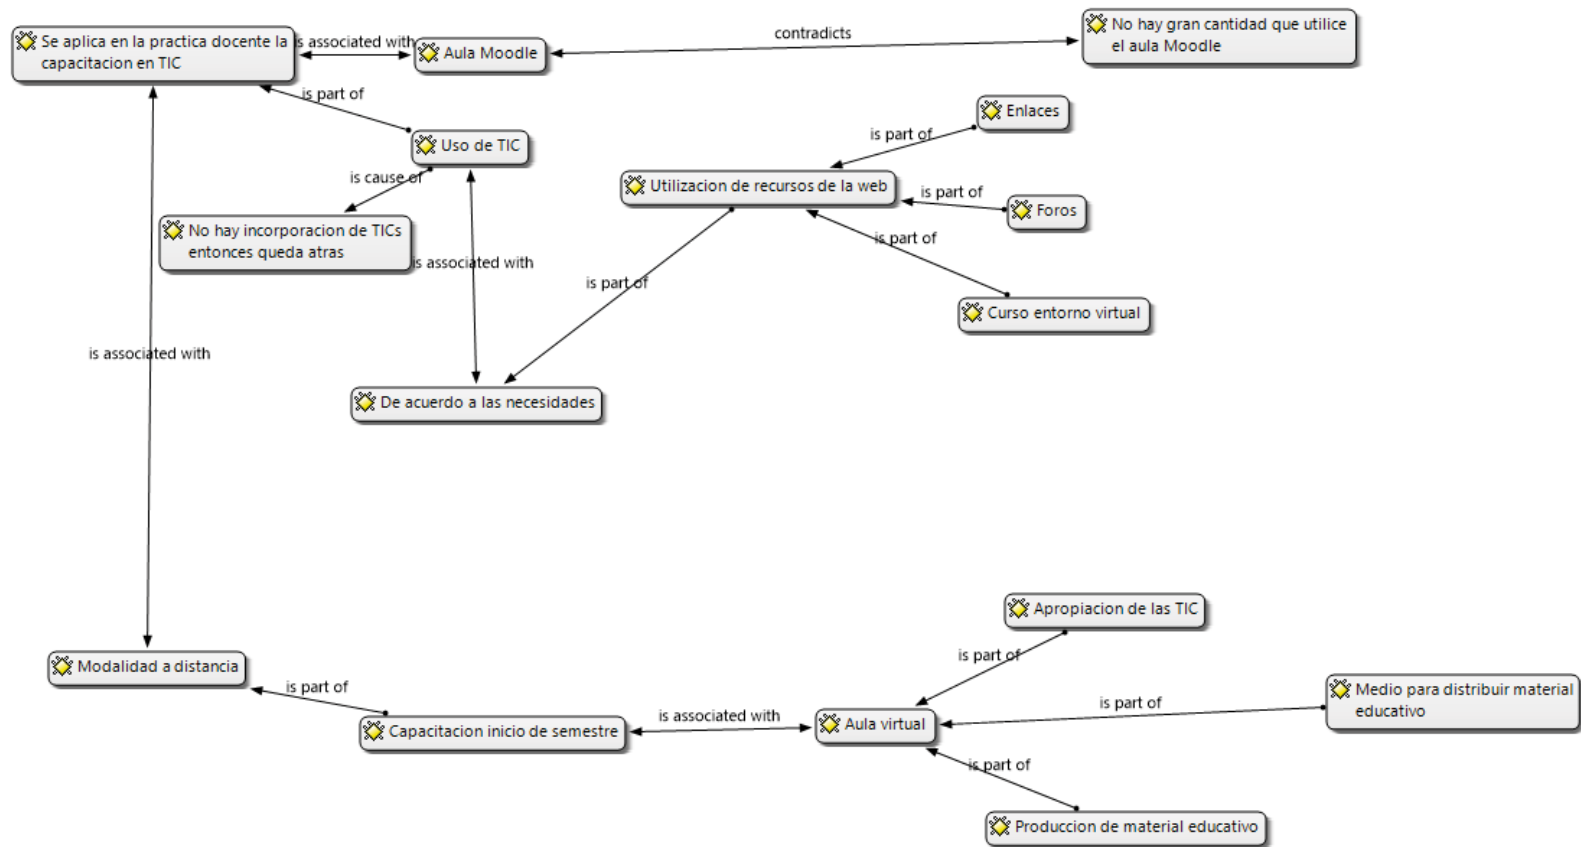 Se aplica en la practica docente la
capacitacion en TIC
is associated with
Aula Moodle
contradicts
No hay gran cantidad que utilice
el aula Moodle
is part of
Uso de TIC
is cause of
No hay incorporacion de TICs
entonces queda atras
is associated with
Enlaces
is part of
Utilizacion de recursos de la web
is part of
Foros
is part of
Curso entorno virtual
is part of
De acuerdo a las necesidades
is associated with
Modalidad a distancia
is part of
Capacitacion inicio de semestre
is associated with
Aula virtual
Apropiacion de las TIC
is part of
is part of
Medio para distribuir material
educativo
is part of
Produccion de material educativo